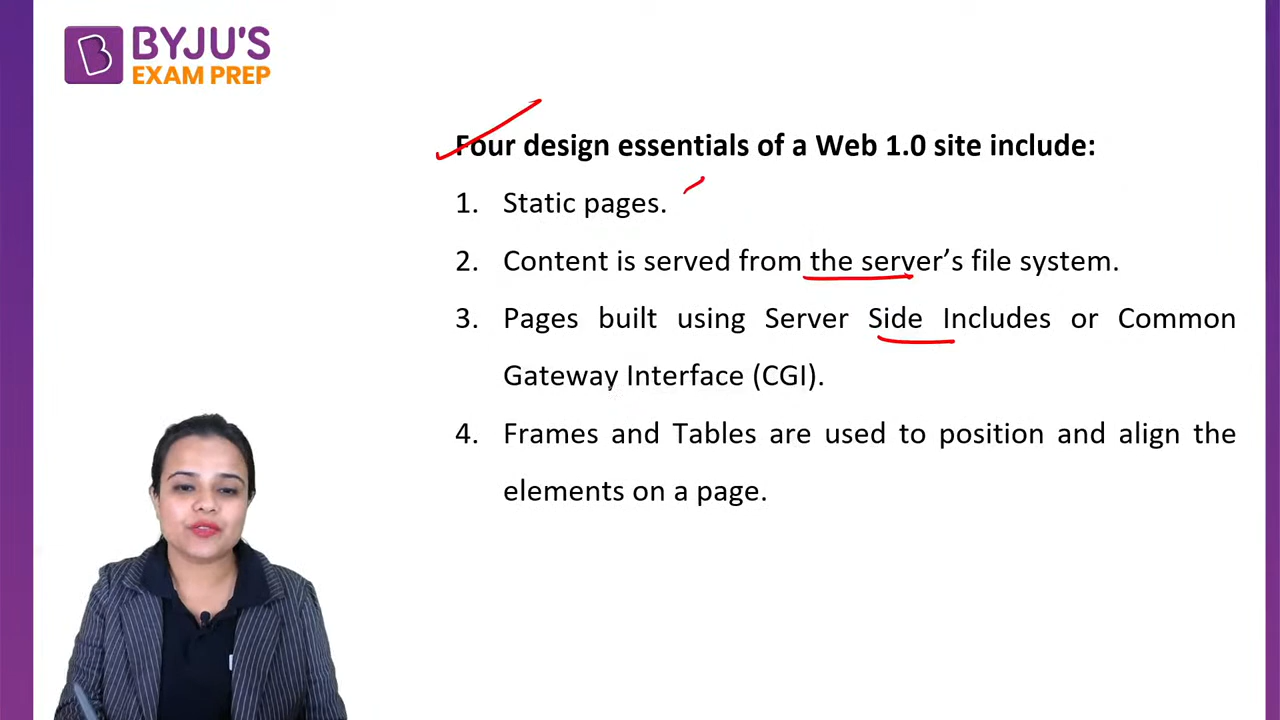 BYJU'S
EXAM PREP
Four design essentials of a Web 1.0 site include:
1. Static pages.
2. Content is served from the server’s file system.
3. Pages built using Server Side Includes or Common
Gateway Interface (CGI).
4. Frames and Tables are used to position and align the
elements on a page.